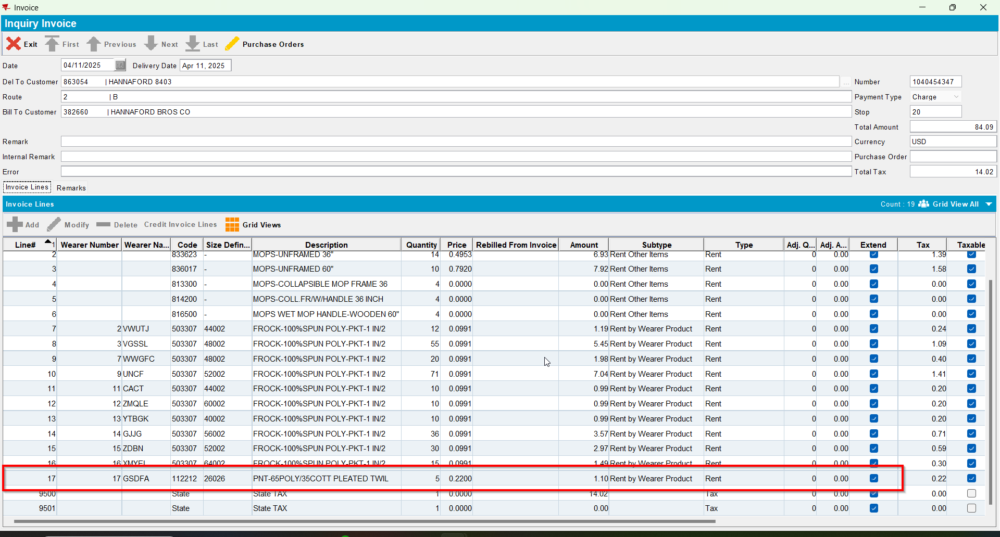 Invoice
Inquiry Invoice
Exit First Previous Next Last Purchase Orders
Date 04/11/2025 Delivery Date Apr 11, 2025
Del To Customer 863054 | HANNAFORD 8403 ... Number 1040454347
Route 2 | B Payment Type Charge
Bill To Customer 382660 | HANNAFORD BROS CO Stop 20
Total Amount 84.09
Remark Currency USD
Internal Remark Purchase Order
Error Total Tax 14.02
Invoice Lines Remarks
Invoice Lines Count : 19 Grid View All
Add Modify Delete Credit Invoice Lines Grid Views
Line# 1 Wearer Number Wearer Na... Code Size Defin... Description Quantity Price Rebilled From Invoice Amount Subtype Type Adj. Q... Adj. A... Extend Tax Taxable
2 833623 - MOPS-UNFRAMED 36" 14 0.4953 6.93 Rent Other Items Rent 0 0.00 1.39
3 836017 - MOPS-UNFRAMED 60" 10 0.7920 7.92 Rent Other Items Rent 0 0.00 1.58
4 813300 - MOPS-COLLAPSIBLE MOP FRAME 36 4 0.0000 0.00 Rent Other Items Rent 0 0.00 0.00
5 814200 - MOPS-COLL.FR/W/HANDLE 36 INCH 4 0.0000 0.00 Rent Other Items Rent 0 0.00 0.00
6 816500 - MOPS WET MOP HANDLE-WOODEN 60" 4 0.0000 0.00 Rent Other Items Rent 0 0.00 0.00
7 2 VWUTJ 503307 44002 FROCK-100%SPUN POLY-PKT-1 IN/2 12 0.0991 1.19 Rent by Wearer Product Rent 0 0.00 0.24
8 3 VGSSL 503307 48002 FROCK-100%SPUN POLY-PKT-1 IN/2 55 0.0991 5.45 Rent by Wearer Product Rent 0 0.00 1.09
9 7 WWGFC 503307 48002 FROCK-100%SPUN POLY-PKT-1 IN/2 20 0.0991 1.98 Rent by Wearer Product Rent 0 0.00 0.40
10 9 UNCF 503307 52002 FROCK-100%SPUN POLY-PKT-1 IN/2 71 0.0991 7.04 Rent by Wearer Product Rent 0 0.00 1.41
11 11 CACT 503307 44002 FROCK-100%SPUN POLY-PKT-1 IN/2 10 0.0991 0.99 Rent by Wearer Product Rent 0 0.00 0.20
12 12 ZMQLE 503307 60002 FROCK-100%SPUN POLY-PKT-1 IN/2 10 0.0991 0.99 Rent by Wearer Product Rent 0 0.00 0.20
13 13 YTBGK 503307 40002 FROCK-100%SPUN POLY-PKT-1 IN/2 10 0.0991 0.99 Rent by Wearer Product Rent 0 0.00 0.20
14 14 GJJG 503307 56002 FROCK-100%SPUN POLY-PKT-1 IN/2 36 0.0991 3.57 Rent by Wearer Product Rent 0 0.00 0.71
15 15 ZDBN 503307 52002 FROCK-100%SPUN POLY-PKT-1 IN/2 30 0.0991 2.97 Rent by Wearer Product Rent 0 0.00 0.59
16 16 503307 64002 FROCK-100%SPUN POLY-PKT-1 IN/2 15 0.0991 1.49 Rent by Wearer Product Rent 0 0.00 0.30
17 17 GSDFA 112212 26026 PNT-65POLY/35COTT PLEATED TWIL 5 0.2200 1.10 Rent by Wearer Product Rent 0 0.00 0.22
9500 State State TAX 1 0.0000 14.02 Tax 0 0.00 0.00
9501 State State TAX 1 0.0000 0.00 Tax 0 0.00 0.00